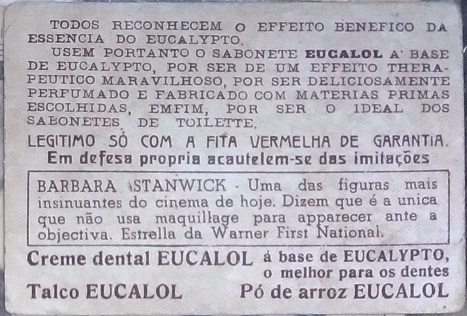 TODOS RECONHECEM O EFFEITO BENEFICO DA
ESSENCIA DO EUCALYPTO.
USEM PORTANTO O SABONETE EUCALOL A' BASE
DE EUCALYPTO, POR SER DE UM EFFEITO THERA-
PEUTICO MARAVILHOSO, POR SER DELICIOSAMENTE
PERFUMADO E FABRICADO COM MATERIAS PRIMAS
ESCOLHIDAS, EMFIM, POR SER O IDEAL DOS
SABONETES DE TOILETTE.
LEGITIMO SÓ COM A FITA VERMELHA DE GARANTIA.
Em defesa propria acautelem-se das imitações
BARBARA STANWICK - Uma das figuras mais
insinuantes do cinema de hoje. Dizem que é a unica
que não usa maquillage para apparecer ante a
objectiva. Estrella da Warner First National.
Creme dental EUCALOL á base de EUCALYPTO,
o melhor para os dentes
Talco EUCALOL Pó de arroz EUCALOL